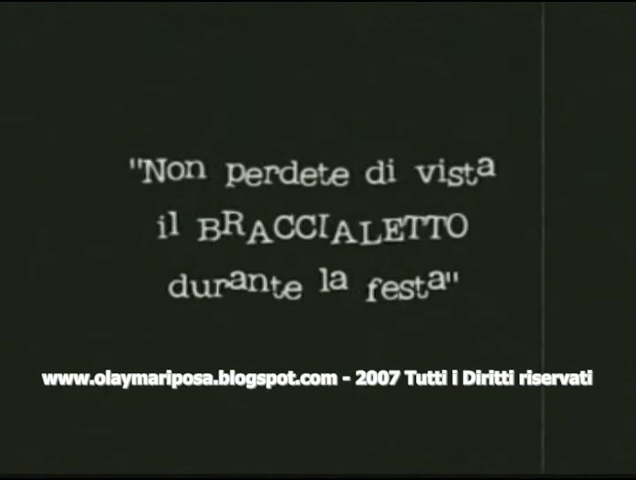 "Non perdete di vista
il BRACCIALETTO
durante la festa"
www.olaymariposa.blogspot.com - 2007 Tutti i Diritti riservati